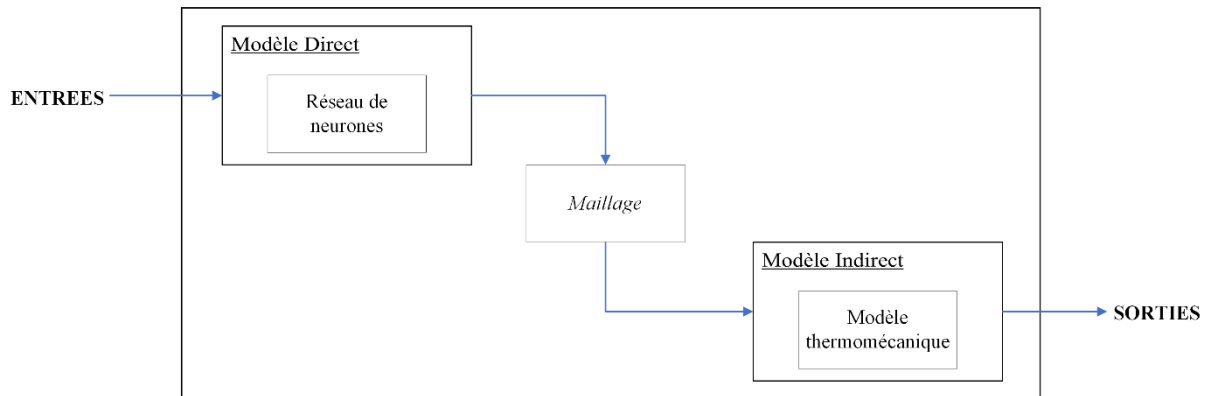 Modèle Direct
ENTREES
Réseau de
neurones
Maillage
Modèle Indirect
Modèle
thermomécanique
SORTIES